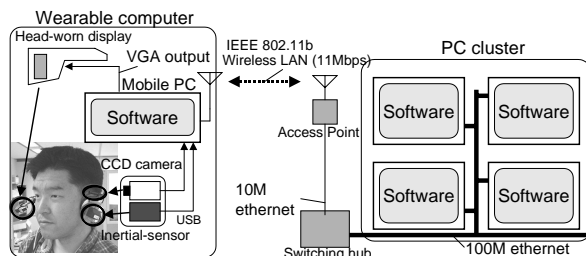 Wearable computer
Head-worn display
VGA output
Mobile PC
Software
CCD camera
USB
Inertial-sensor
IEEE 802.11b
Wireless LAN (11Mbps)
Access Point
10M
ethernet
Switching hub
PC cluster
Software
Software
Software
Software
100M ethernet